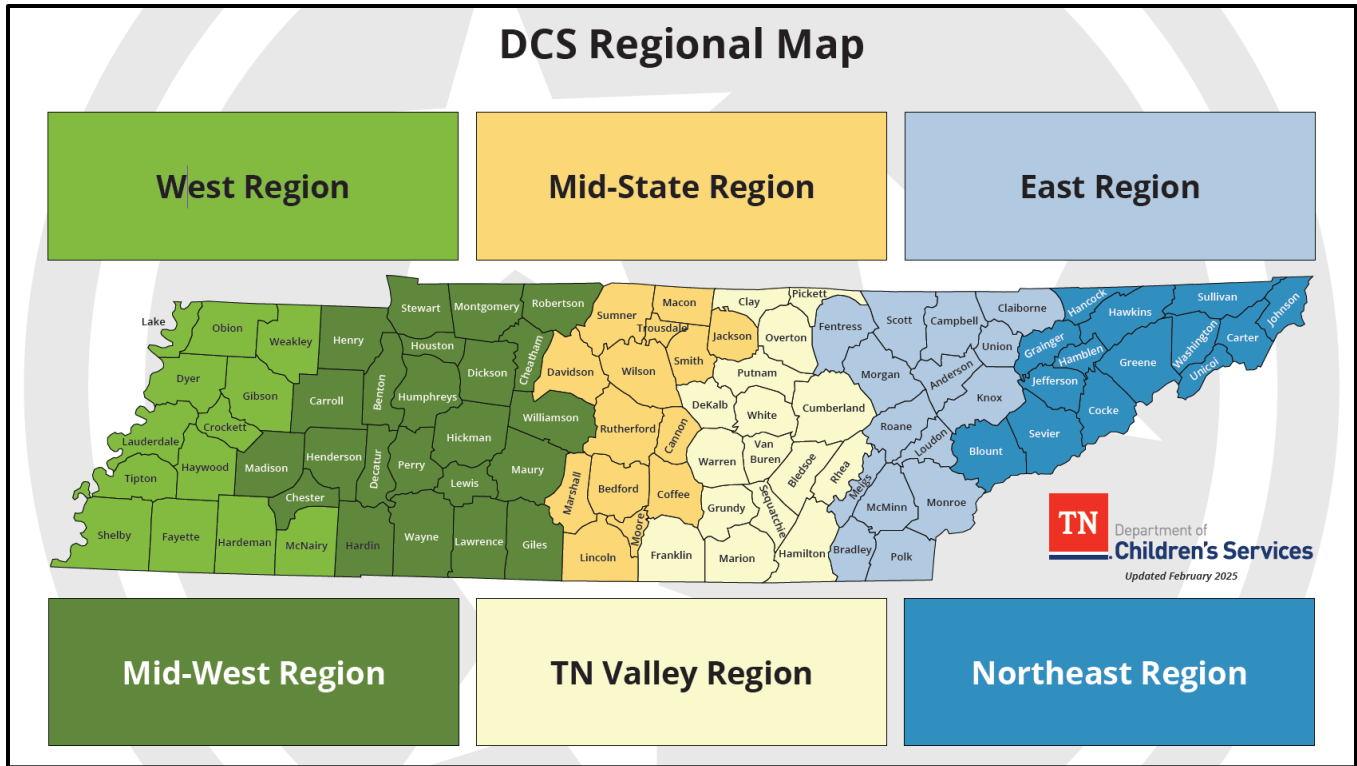 DCS Regional Map
West Region
Mid-State Region
East Region
Lake
Obion
Weakley
Henry
Stewart
Montgomery
Robertson
Sumner
Macon
Trousdale
Clay
Pickett
Jackson
Overton
Fentress
Scott
Campbell
Claiborne
Union
Hancock
Hawkins
Sullivan
Johnson
Washington
Carter
Unicoi
Greene
Grainger
Hamblen
Jefferson
Cocke
Sevier
Blount
Dyer
Gibson
Crockett
Lauderdale
Tipton
Haywood
Shelby
Fayette
Hardeman
McNairy
Carroll
Benton
Houston
Humphreys
Dickson
Cheatham
Williamson
Hickman
Madison
Henderson
Chester
Decatur
Perry
Lewis
Maury
Hardin
Wayne
Lawrence
Giles
Davidson
Wilson
Smith
Rutherford
Cannon
Marshall
Bedford
Coffee
Moore
Lincoln
Putnam
DeKalb
White
Cumberland
Warren
Van
Buren
Bledsoe
Rhea
Grundy
Sequatchie
Franklin
Marion
Hamilton
Morgan
Anderson
Knox
Roane
Loudon
Meigs
McMinn
Monroe
Bradley
Polk
TN
Department of
Children's Services
Updated February 2025
Mid-West Region
TN Valley Region
Northeast Region